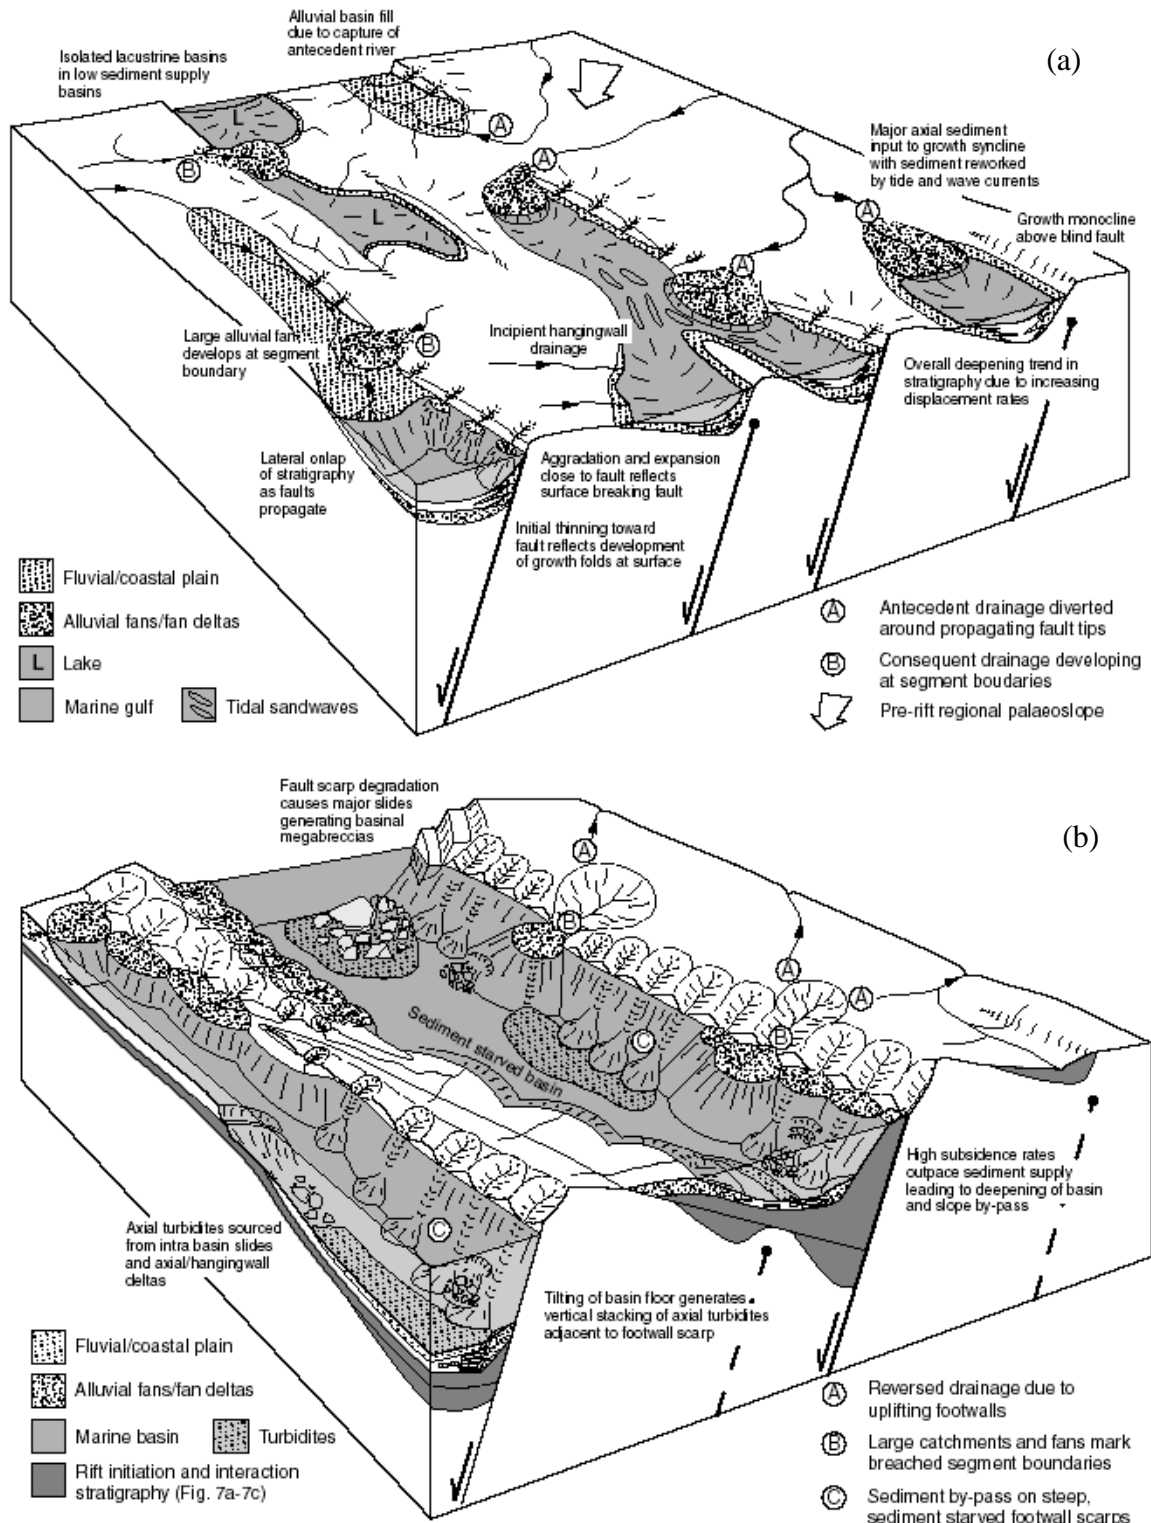 (a)
Alluvial basin fill
due to capture of
antecedent river
Isolated lacustrine basins
in low sediment supply
basins
L
A
B
A
Major axial sediment
input to growth syncline
with sediment reworked
by tide and wave currents
A
Growth monocline
above blind fault
L
A
Large alluvial fan
develops at segment
boundary
B
Incipient hangingwall
drainage
Overall deepening trend in
stratigraphy due to increasing
displacement rates
Lateral onlap
of stratigraphy
as faults
propagate
Aggradation and expansion
close to fault reflects
surface breaking fault
Initial thinning toward
fault reflects development
of growth folds at surface
Fluvial/coastal plain
Alluvial fans/fan deltas
L Lake
Marine gulf
Tidal sandwaves
A Antecedent drainage diverted
around propagating fault tips
B Consequent drainage developing
at segment boudaries
Pre-rift regional palaeoslope
(b)
Fault scarp degradation
causes major slides
generating basinal
megabreccias
A
B
A
A
Sediment starved basin
C
B
C
High subsidence rates
outpace sediment supply
leading to deepening of basin
and slope by-pass
Axial turbidites sourced
from intra basin slides
and axial/hangingwall
deltas
Tilting of basin floor generates
vertical stacking of axial turbidites
adjacent to footwall scarp
Fluvial/coastal plain
Alluvial fans/fan deltas
Marine basin
Turbidites
Rift initiation and interaction
stratigraphy (Fig. 7a-7c)
A Reversed drainage due to
uplifting footwalls
B Large catchments and fans mark
breached segment boundaries
C Sediment by-pass on steep,
sediment starved footwall scarps